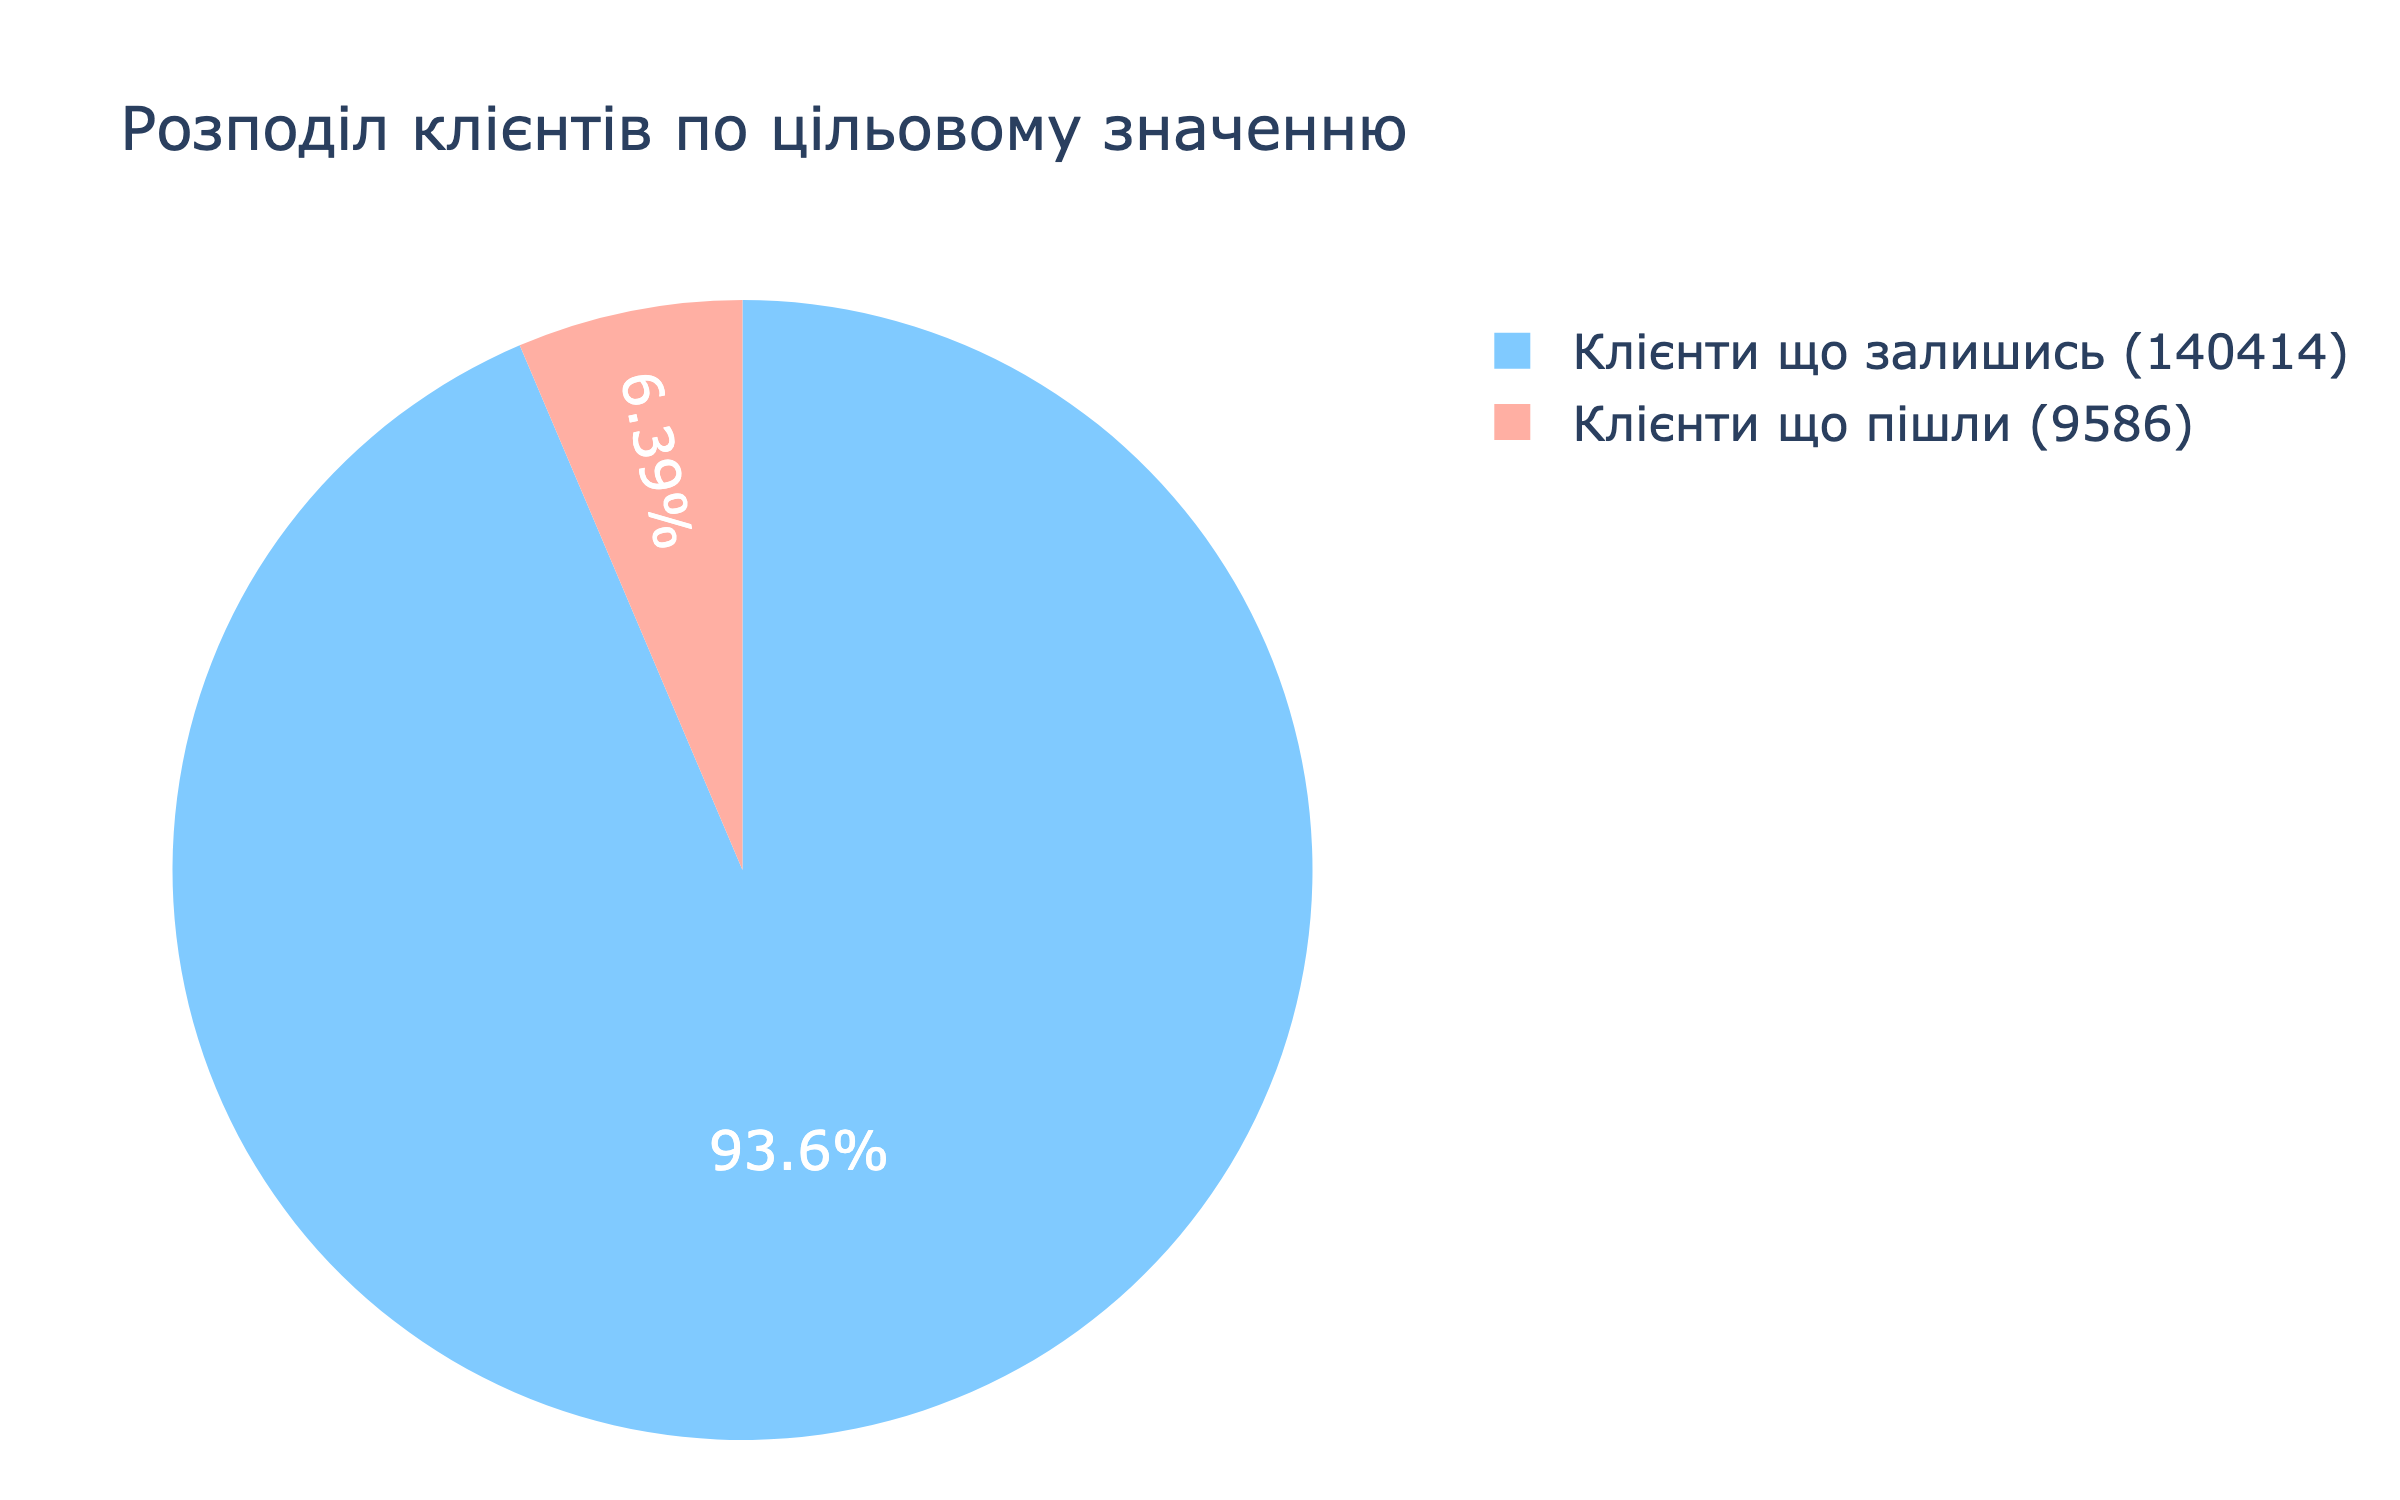 Розподіл клієнтів по цільовому значенню
Клієнти що залишись (140414)
Клієнти що пішли (9586)
6.39%
93.6%